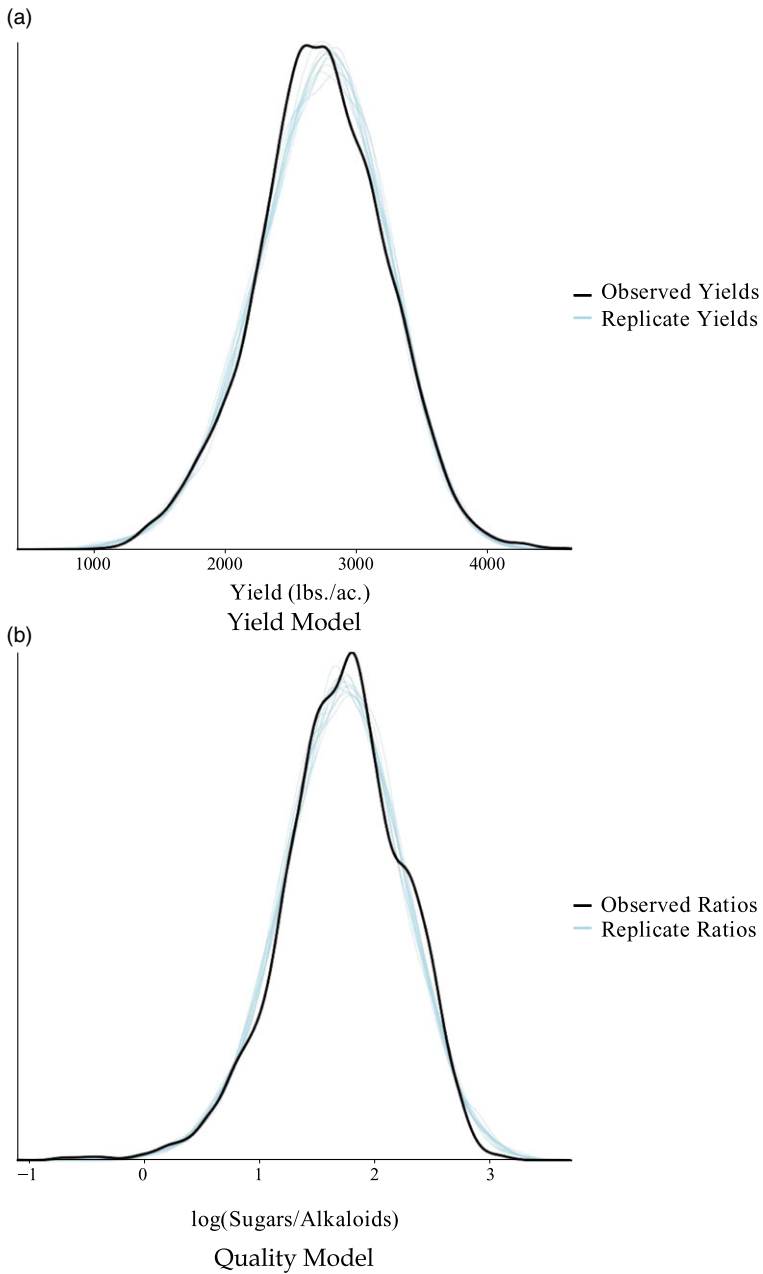 (a)
Observed Yields
Replicate Yields
1000 2000 3000 4000
Yield (lbs./ac.)
Yield Model
(b)
Observed Ratios
Replicate Ratios
−1 0 1 2 3
log(Sugars/Alkaloids)
Quality Model